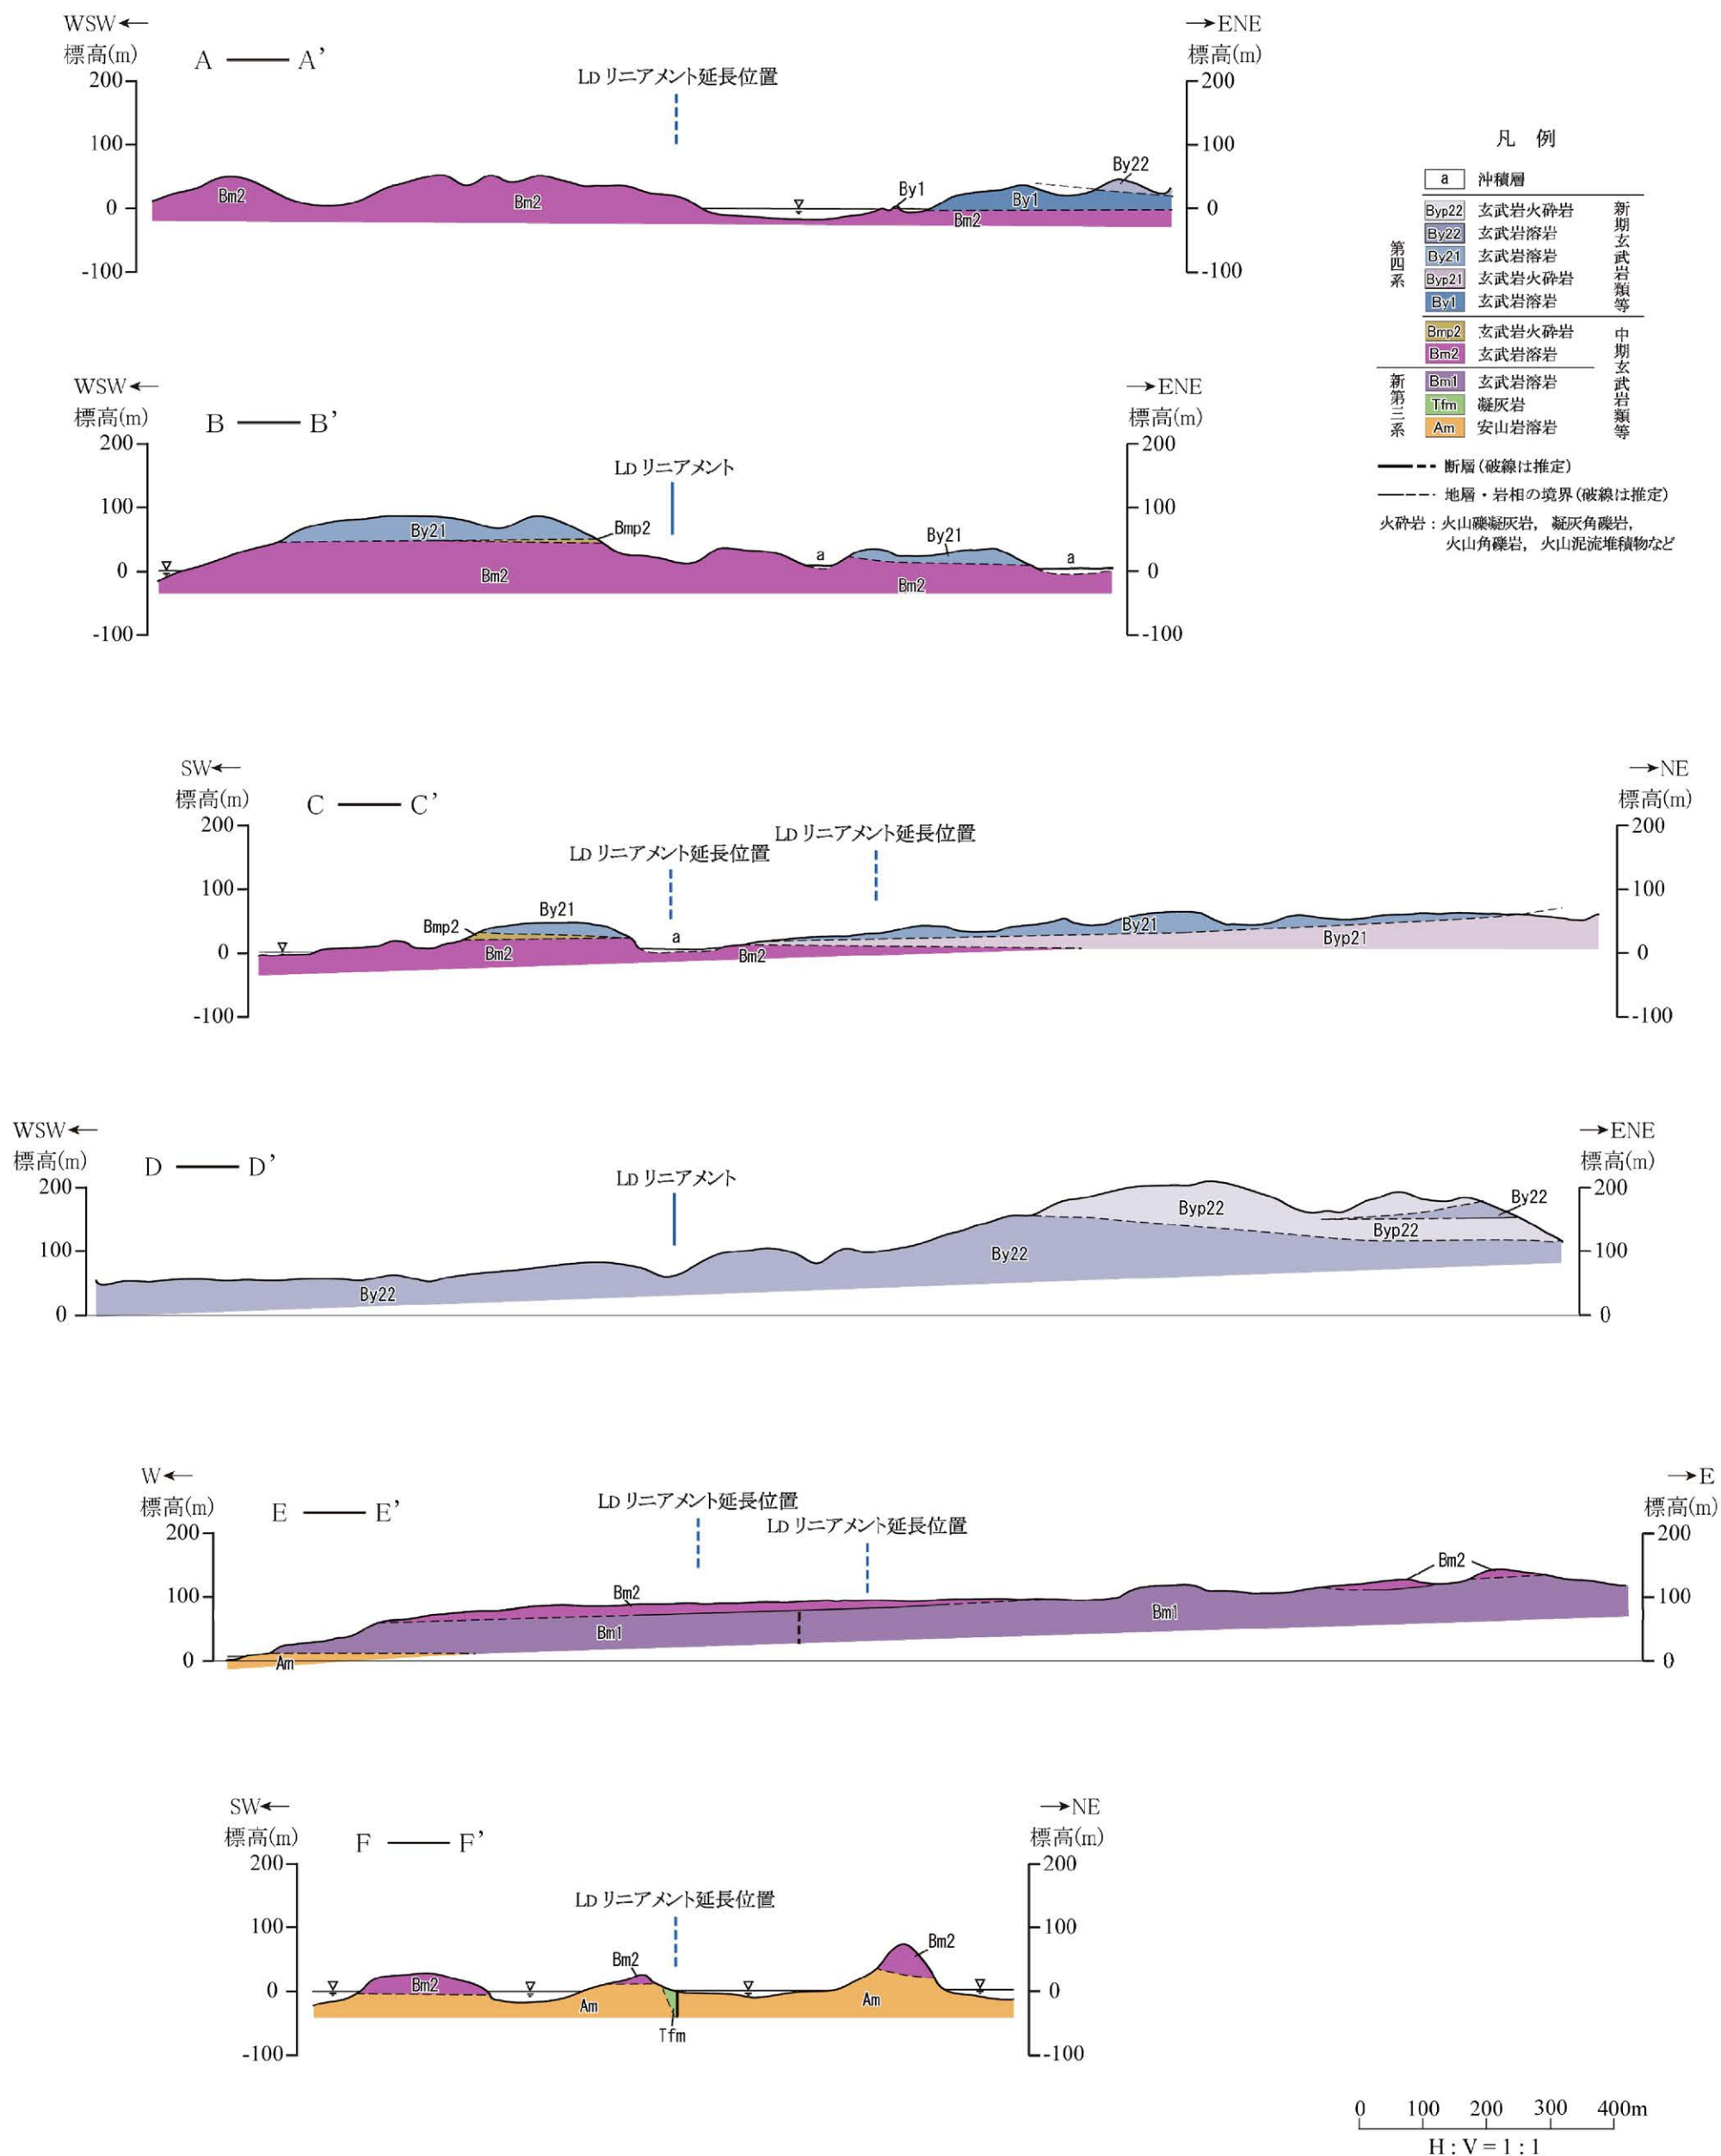 WSW← →ENE
標高(m) 標高(m)
A — A’
LD リニアメント延長位置
200 200
100 100
0 0
-100 -100
Bm2
Bm2
By1
By1
By22
Bm2
凡 例
a 沖積層
Byp22 玄武岩火砕岩
By22 玄武岩溶岩
By21 玄武岩溶岩
Byp21 玄武岩火砕岩
By1 玄武岩溶岩
Bmp2 玄武岩火砕岩
Bm2 玄武岩溶岩
Bm1 玄武岩溶岩
Tfm 凝灰岩
Am 安山岩溶岩
第四系
新第三系
新期玄武岩類等
中期玄武岩類等
断層(破線は推定)
地層・岩相の境界(破線は推定)
火砕岩：火山礫凝灰岩，凝灰角礫岩，
火山角礫岩，火山泥流堆積物など
WSW← →ENE
標高(m) 標高(m)
B — B’
LD リニアメント
200 200
100 100
0 0
-100 -100
By21
Bmp2
Bm2
a
By21
a
Bm2
SW← →NE
標高(m) 標高(m)
C — C’
LD リニアメント延長位置
LD リニアメント延長位置
200 200
100 100
0 0
-100 -100
Bmp2
By21
Bm2
a
Bm2
By21
Byp21
WSW← →ENE
標高(m) 標高(m)
D — D’
LD リニアメント
200 200
100 100
0 0
By22
By22
Byp22
Byp22
By22
W← →E
標高(m) 標高(m)
E — E’
LD リニアメント延長位置
LD リニアメント延長位置
200 200
100 100
0 0
Bm2
Bm1
Am
Bm1
Bm2
SW← →NE
標高(m) 標高(m)
F — F’
LD リニアメント延長位置
200 200
100 100
0 0
-100 -100
Bm2
Bm2
Am
Tfm
Am
Bm2
0 100 200 300 400m
H : V = 1 : 1